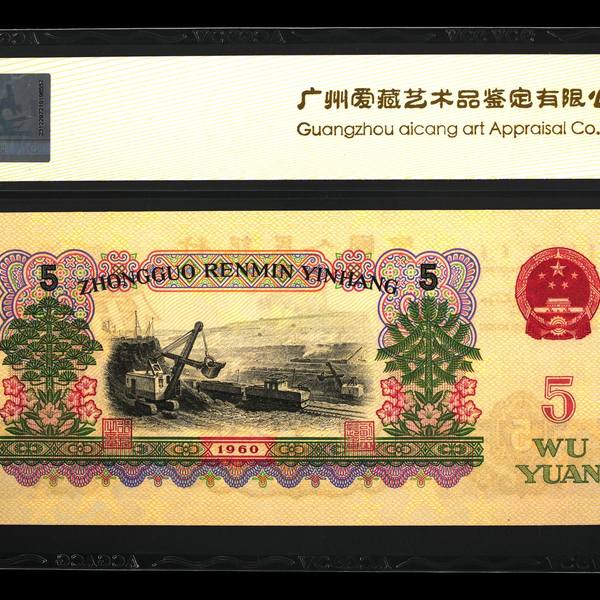 广州爱藏艺术品鉴定有限
Guangzhou aicang art Appraisal Co.
5 ZHONGGUO RENMIN YINHANG 5
5
1960
WU
YUAN